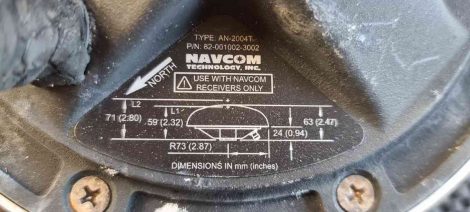 TYPE: AN-2004T
P/N: 82-001002-3002
NAVCOM
TECHNOLOGY, INC.
NORTH
USE WITH NAVCOM
RECEIVERS ONLY
L2 L1
71 (2.80) 59 (2.32) 63 (2.47)
24 (0.94)
R73 (2.87)
DIMENSIONS IN mm (inches)